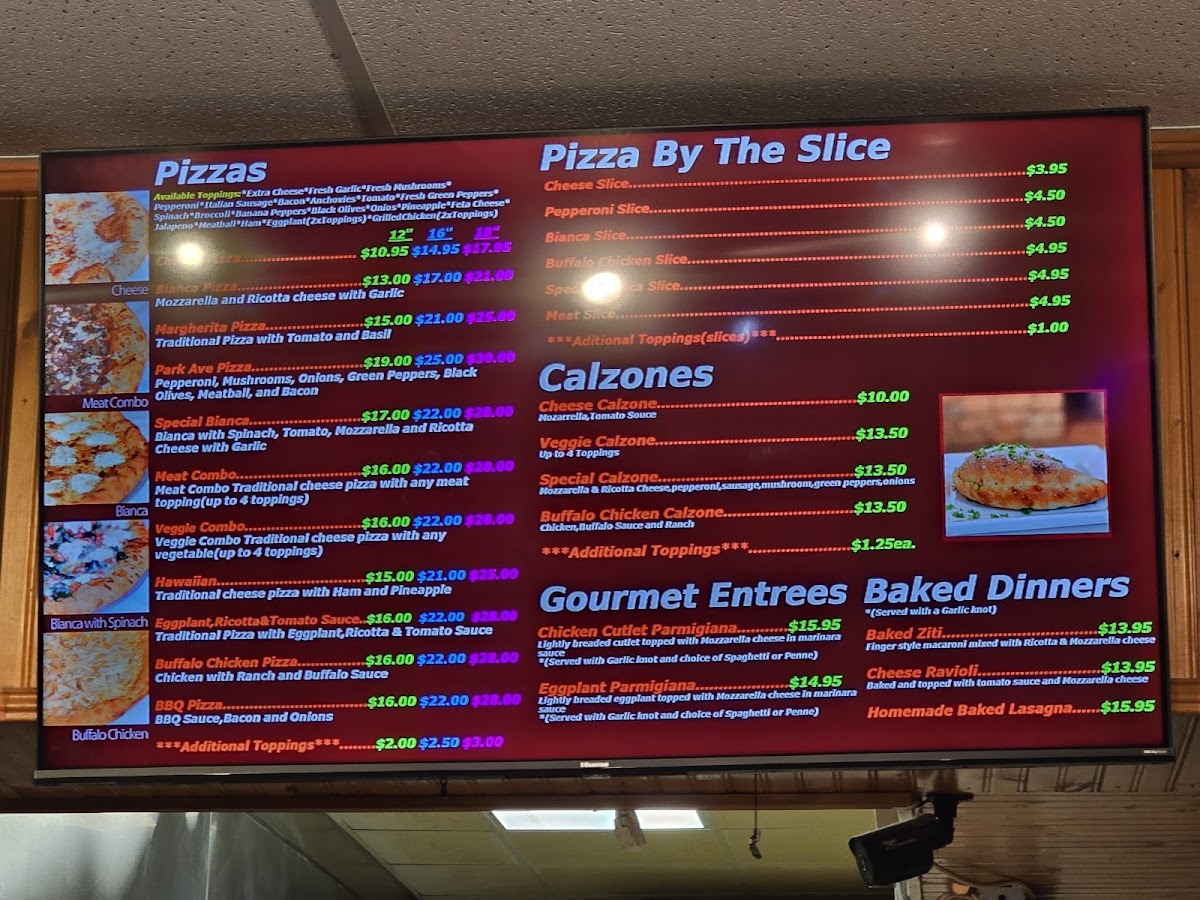 Pizzas
Available Toppings:*Extra Cheese*Fresh Garlic*Fresh Mushrooms*
Pepperoni*Italian Sausage*Bacon*Anchovies*Tomato*Fresh Green Peppers*
Spinach*Broccoli*Banana Peppers*Black Olives*Onios*Pineapple*Feta Cheese*
Jalapeno*Meatball*Ham*Eggplant(2xToppings)*GrilledChicken(2xToppings)
12" 16" 18"
Pizza................................ $10.95 $14.95 $17.95
Bianca Pizza.........................$13.00 $17.00 $21.00
Mozzarella and Ricotta cheese with Garlic
Margherita Pizza....................$15.00 $21.00 $25.00
Traditional Pizza with Tomato and Basil
Park Ave Pizza.......................$19.00 $25.00 $30.00
Pepperoni, Mushrooms, Onions, Green Peppers, Black
Olives, Meatball, and Bacon
Special Bianca.......................$17.00 $22.00 $28.00
Bianca with Spinach, Tomato, Mozzarella and Ricotta
Cheese with Garlic
Meat Combo.........................$16.00 $22.00 $28.00
Meat Combo Traditional cheese pizza with any meat
topping(up to 4 toppings)
Veggie Combo.......................$16.00 $22.00 $28.00
Veggie Combo Traditional cheese pizza with any
vegetable(up to 4 toppings)
Hawaiian..............................$15.00 $21.00 $25.00
Traditional cheese pizza with Ham and Pineapple
Eggplant,Ricotta&Tomato Sauce..$16.00 $22.00 $28.00
Traditional Pizza with Eggplant,Ricotta & Tomato Sauce
Buffalo Chicken Pizza..............$16.00 $22.00 $28.00
Chicken with Ranch and Buffalo Sauce
BBQ Pizza.............................$16.00 $22.00 $28.00
BBQ Sauce,Bacon and Onions
***Additional Toppings***........$2.00 $2.50 $3.00
Cheese
Meat Combo
Bianca
Bianca with Spinach
Buffalo Chicken
Pizza By The Slice
Cheese Slice.......................................................$3.95
Pepperoni Slice....................................................$4.50
Bianca Slice........................................................$4.50
Buffalo Chicken Slice..............................................$4.95
Slice...............................................................$4.95
Meat Slice..........................................................$4.95
***Aditional Toppings(slices)***...................................$1.00
Calzones
Cheese Calzone.............................$10.00
Mozarrella,Tomato Souce
Veggie Calzone.............................$13.50
Up to 4 Toppings
Special Calzone............................$13.50
Mozzarella & Ricotta Cheese,pepperoni,sausage,mushroom,green peppers,onions
Buffalo Chicken Calzone...................$13.50
Chicken,Buffalo Sauce and Ranch
***Additional Toppings***...............$1.25ea.
Gourmet Entrees
Chicken Cutlet Parmigiana..........$15.95
Lightly breaded cutlet topped with Mozzarella cheese in marinara
sauce
*(Served with Garlic knot and choice of Spaghetti or Penne)
Eggplant Parmigiana..................$14.95
Lightly breaded eggplant topped with Mozzarella cheese in marinara
sauce
*(Served with Garlic knot and choice of Spaghetti or Penne)
Baked Dinners
*(Served with a Garlic knot)
Baked Ziti..........................$13.95
Finger style macaroni mixed with Ricotta & Mozzarella cheese
Cheese Ravioli....................$13.95
Baked and topped with tomato sauce and Mozzarella cheese
Homemade Baked Lasagna......$15.95
Hisense